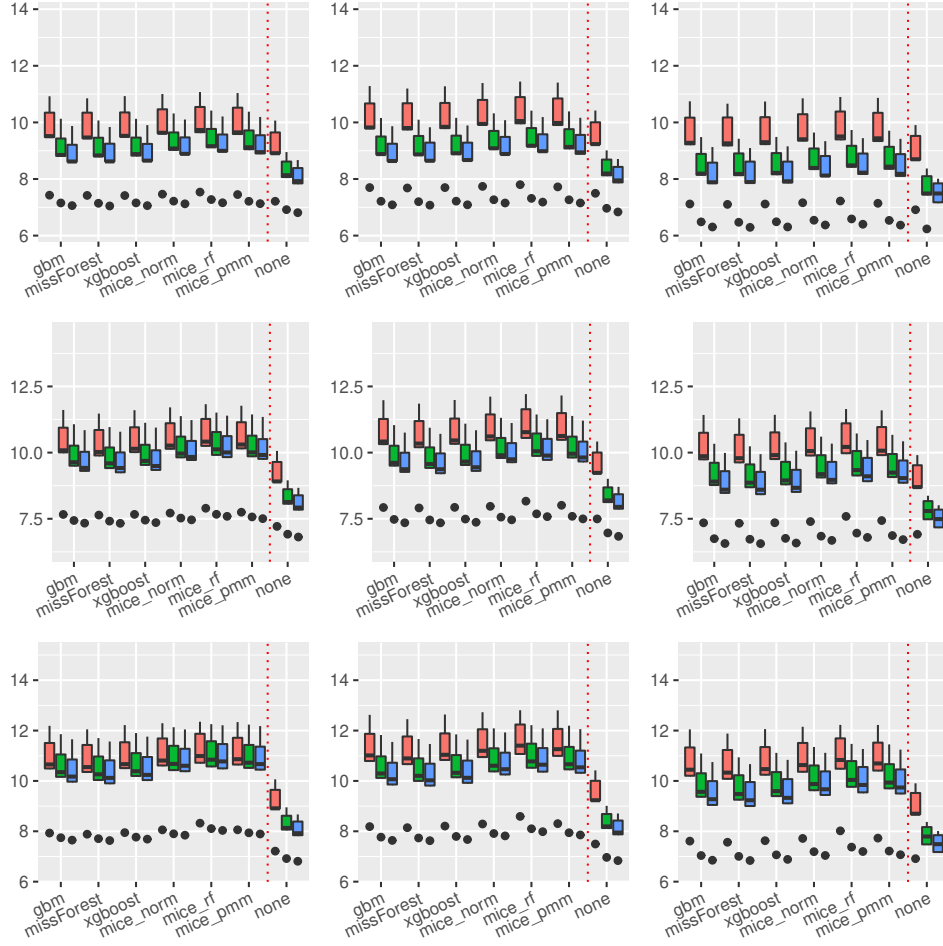 14
12
10
8
6
gbm
missForest
xgboost
mice_norm
mice_rf
mice_pmm
none
14
12
10
8
6
gbm
missForest
xgboost
mice_norm
mice_rf
mice_pmm
none
14
12
10
8
6
gbm
missForest
xgboost
mice_norm
mice_rf
mice_pmm
none
12.5
10.0
7.5
gbm
missForest
xgboost
mice_norm
mice_rf
mice_pmm
none
12.5
10.0
7.5
gbm
missForest
xgboost
mice_norm
mice_rf
mice_pmm
none
12.5
10.0
7.5
gbm
missForest
xgboost
mice_norm
mice_rf
mice_pmm
none
14
12
10
8
6
gbm
missForest
xgboost
mice_norm
mice_rf
mice_pmm
none
14
12
10
8
6
gbm
missForest
xgboost
mice_norm
mice_rf
mice_pmm
none
14
12
10
8
6
gbm
missForest
xgboost
mice_norm
mice_rf
mice_pmm
none